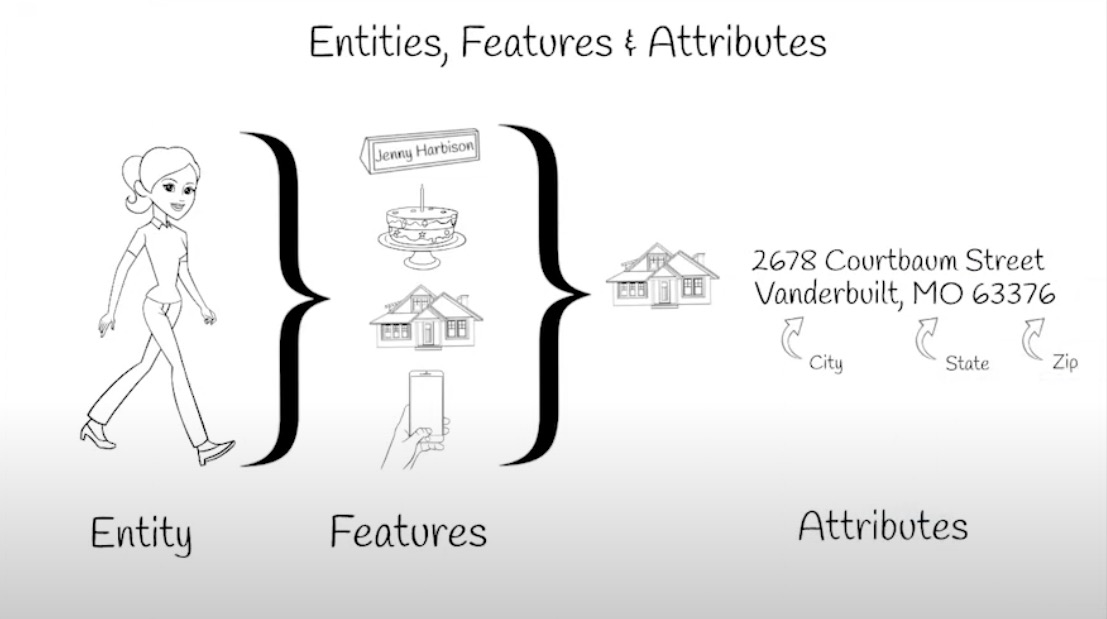 Entities, Features & Attributes
Jenny Harbison
2678 Courtbaum Street
Vanderbuilt, MO 63376
City
State
Zip
Entity
Features
Attributes